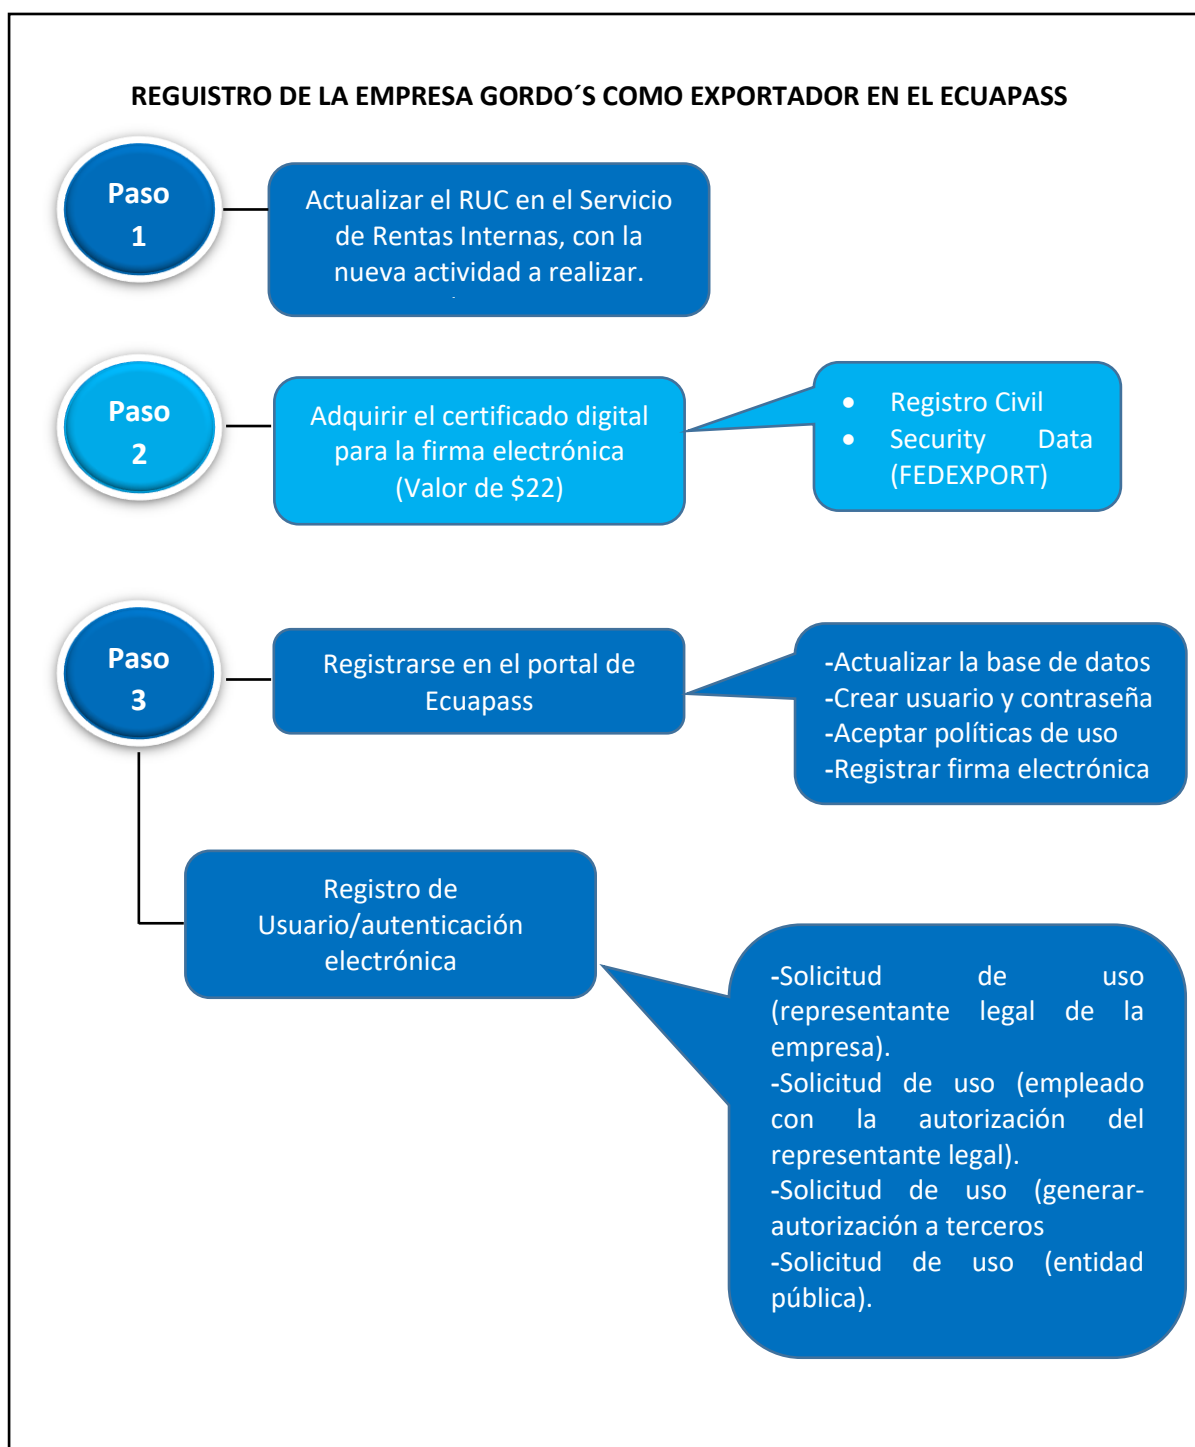 REGUISTRO DE LA EMPRESA GORDO´S COMO EXPORTADOR EN EL ECUAPASS
Paso
1
Actualizar el RUC en el Servicio
de Rentas Internas, con la
nueva actividad a realizar.
Paso
2
Adquirir el certificado digital
para la firma electrónica
(Valor de $22)
• Registro Civil
• Security Data
(FEDEXPORT)
Paso
3
Registrarse en el portal de
Ecuapass
-Actualizar la base de datos
-Crear usuario y contraseña
-Aceptar políticas de uso
-Registrar firma electrónica
Registro de
Usuario/autenticación
electrónica
-Solicitud de uso
(representante legal de la
empresa).
-Solicitud de uso (empleado
con la autorización del
representante legal).
-Solicitud de uso (generar-
autorización a terceros
-Solicitud de uso (entidad
pública).